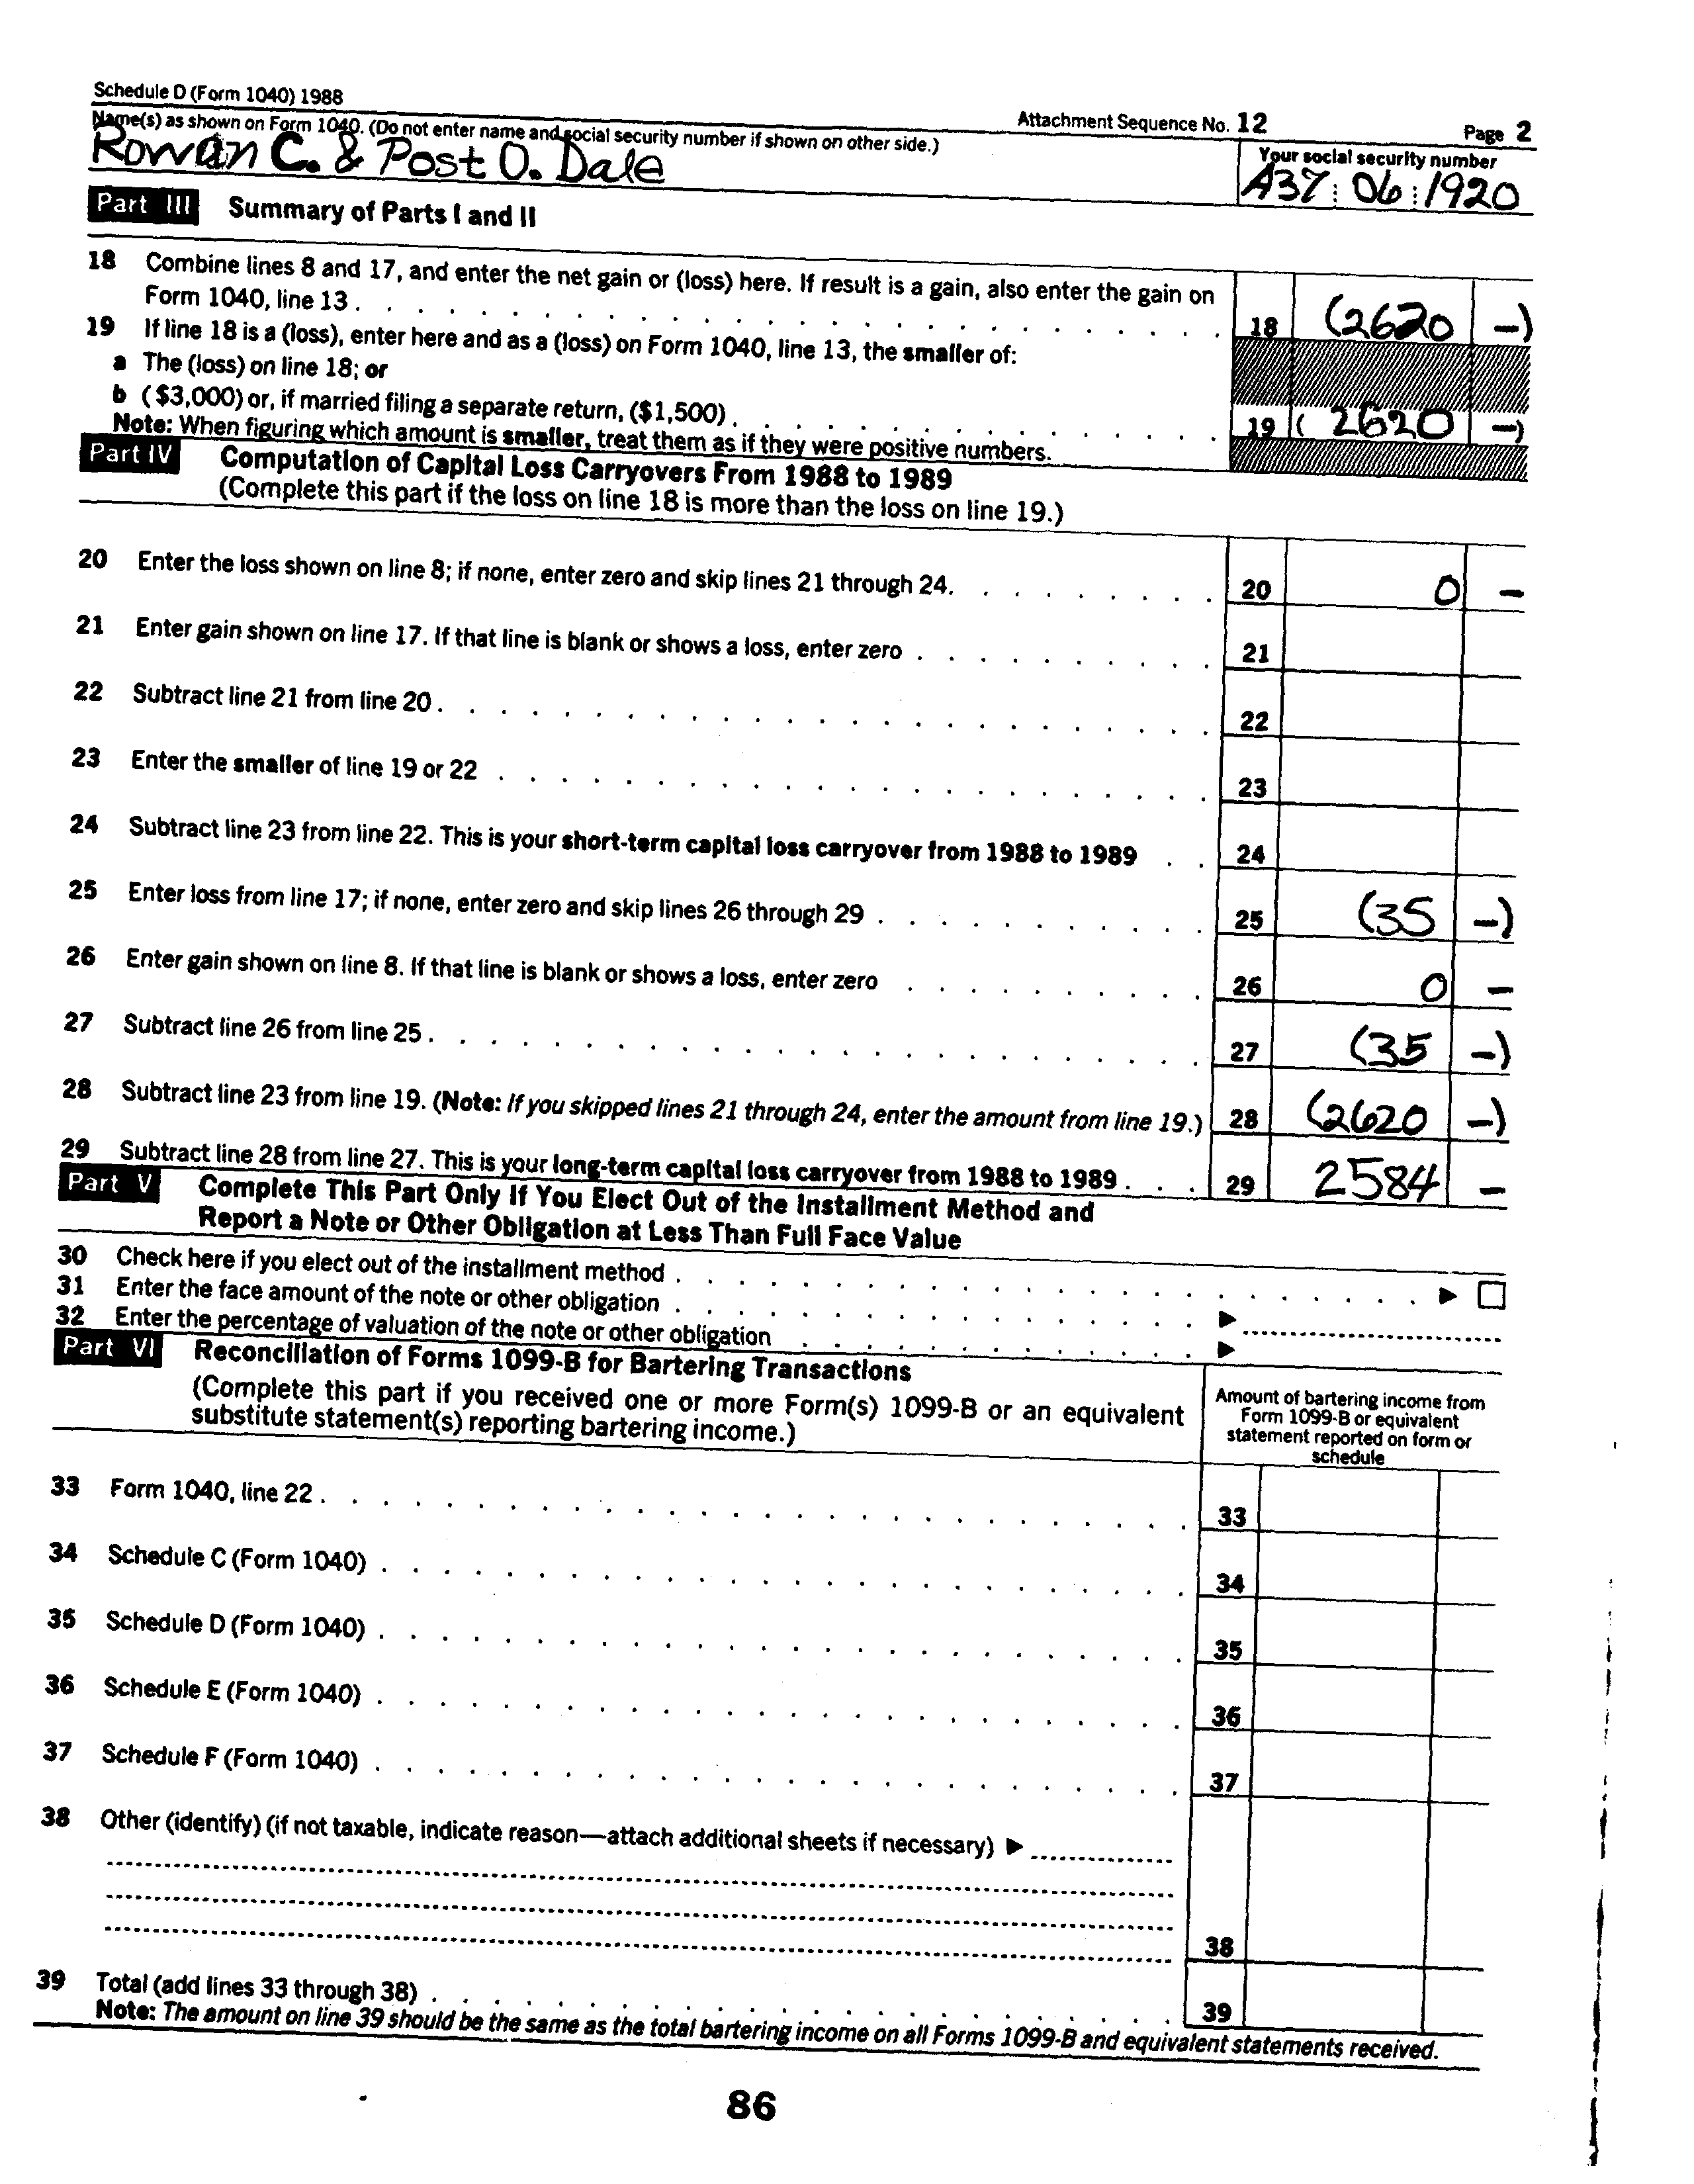 Schedule D (Form 1040) 1988
Attachment Sequence No. 12
Page 2
Name(s) as shown on Form 1040. (Do not enter name and social security number if shown on other side.)
Your social security number
Rowan C. & Post O. Dale
A37 06 1920
Part III Summary of Parts I and II
18 Combine lines 8 and 17, and enter the net gain or (loss) here. If result is a gain, also enter the gain on
Form 1040, line 13 . . . . . 18 (2620 –)
19 If line 18 is a (loss), enter here and as a (loss) on Form 1040, line 13, the smaller of:
a The (loss) on line 18; or
b ($3,000) or, if married filing a separate return, ($1,500) . . . . . 19 ( 2620 –)
Note: When figuring which amount is smaller, treat them as if they were positive numbers.
Part IV Computation of Capital Loss Carryovers From 1988 to 1989
(Complete this part if the loss on line 18 is more than the loss on line 19.)
20 Enter the loss shown on line 8; if none, enter zero and skip lines 21 through 24. . . . . . 20 0 –
21 Enter gain shown on line 17. If that line is blank or shows a loss, enter zero . . . . . 21
22 Subtract line 21 from line 20 . . . . . 22
23 Enter the smaller of line 19 or 22 . . . . . 23
24 Subtract line 23 from line 22. This is your short-term capital loss carryover from 1988 to 1989 . . 24
25 Enter loss from line 17; if none, enter zero and skip lines 26 through 29 . . . . . 25 (35 –)
26 Enter gain shown on line 8. If that line is blank or shows a loss, enter zero . . . . . 26 0 –
27 Subtract line 26 from line 25 . . . . . 27 (35 –)
28 Subtract line 23 from line 19. (Note: If you skipped lines 21 through 24, enter the amount from line 19.) 28 (2620 –)
29 Subtract line 28 from line 27. This is your long-term capital loss carryover from 1988 to 1989 . . . 29 2584 –
Part V Complete This Part Only If You Elect Out of the Installment Method and
Report a Note or Other Obligation at Less Than Full Face Value
30 Check here if you elect out of the installment method . . . . . ▶ ☐
31 Enter the face amount of the note or other obligation . . . . . ▶
32 Enter the percentage of valuation of the note or other obligation . . . . . ▶
Part VI Reconciliation of Forms 1099-B for Bartering Transactions
(Complete this part if you received one or more Form(s) 1099-B or an equivalent
substitute statement(s) reporting bartering income.)
Amount of bartering income from
Form 1099-B or equivalent
statement reported on form or
schedule
33 Form 1040, line 22 . . . . . 33
34 Schedule C (Form 1040) . . . . . 34
35 Schedule D (Form 1040) . . . . . 35
36 Schedule E (Form 1040) . . . . . 36
37 Schedule F (Form 1040) . . . . . 37
38 Other (identify) (if not taxable, indicate reason—attach additional sheets if necessary) ▶
38
39 Total (add lines 33 through 38) . . . . . 39
Note: The amount on line 39 should be the same as the total bartering income on all Forms 1099-B and equivalent statements received.
86